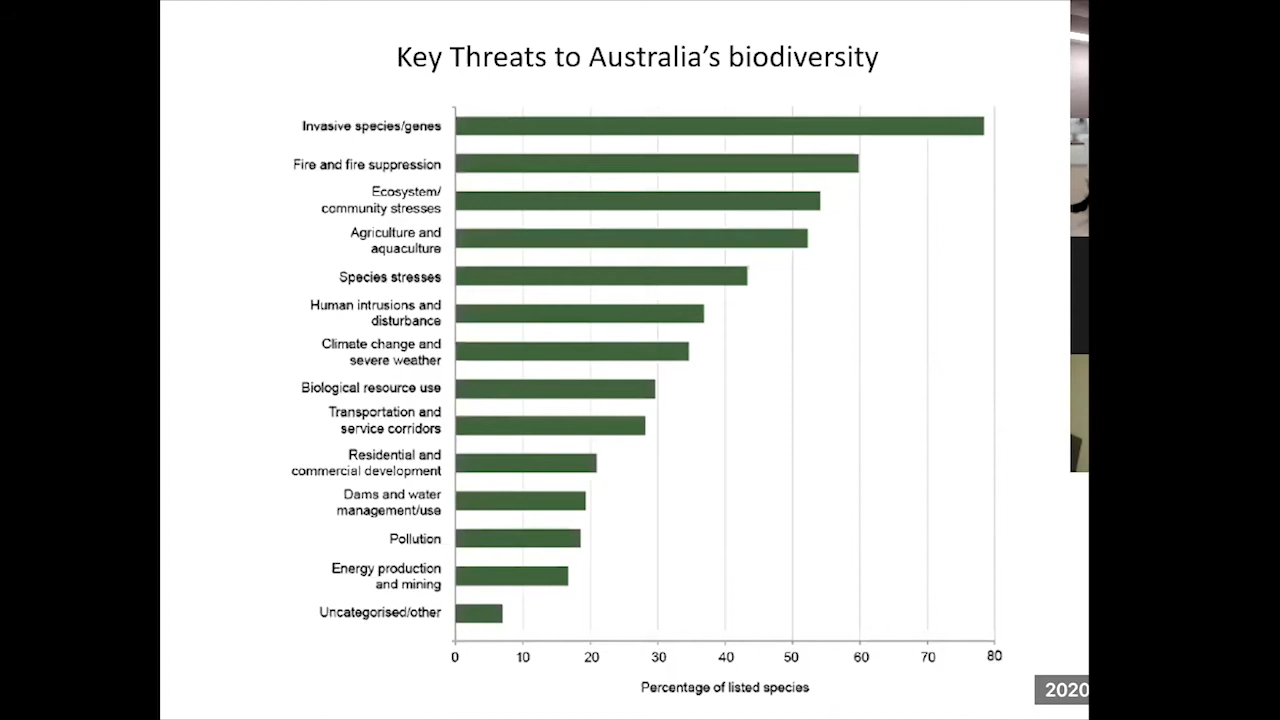 Key Threats to Australia’s biodiversity
Invasive species/genes
Fire and fire suppression
Ecosystem/
community stresses
Agriculture and
aquaculture
Species stresses
Human intrusions and
disturbance
Climate change and
severe weather
Biological resource use
Transportation and
service corridors
Residential and
commercial development
Dams and water
management/use
Pollution
Energy production
and mining
Uncategorised/other
0 10 20 30 40 50 60 70 80
Percentage of listed species
2020